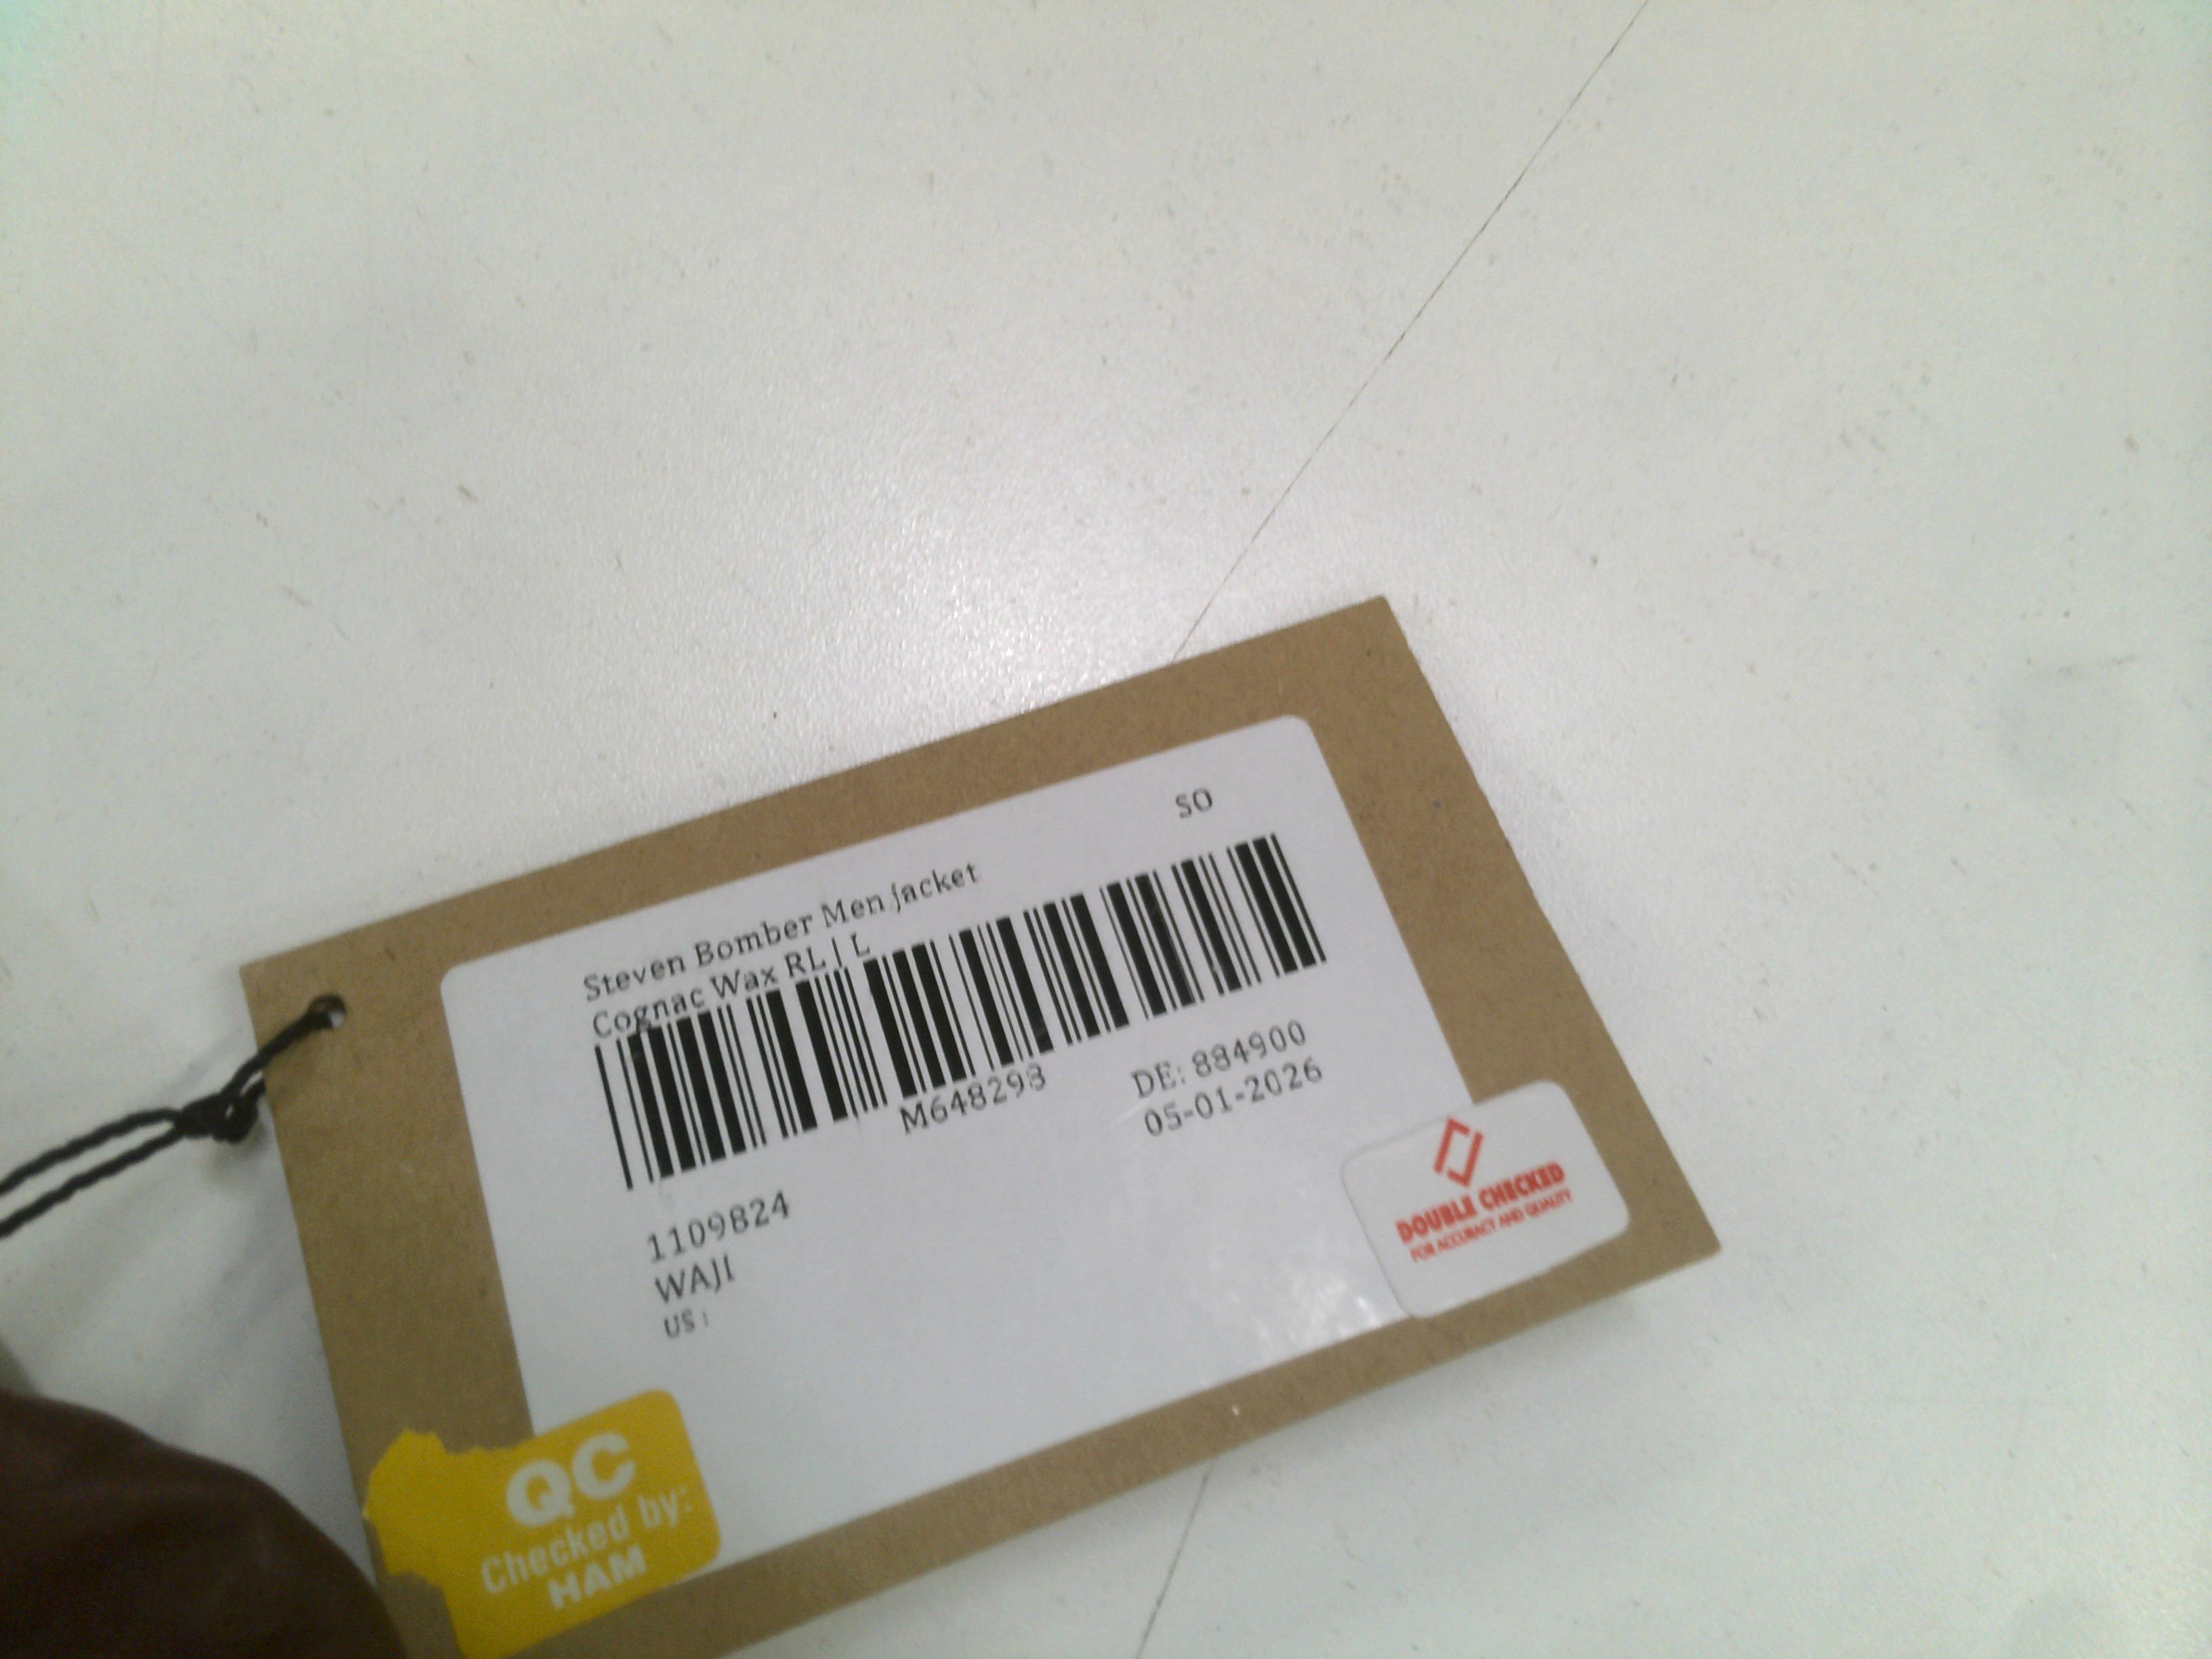 SO
Steven Bomber Men jacket
Cognac Wax RL | L
M648293
DE: 884900
05-01-2026
1109824
WAJI
US :
DOUBLE CHECKED
FOR ACCURACY AND QUALITY
QC
Checked by:
HAM